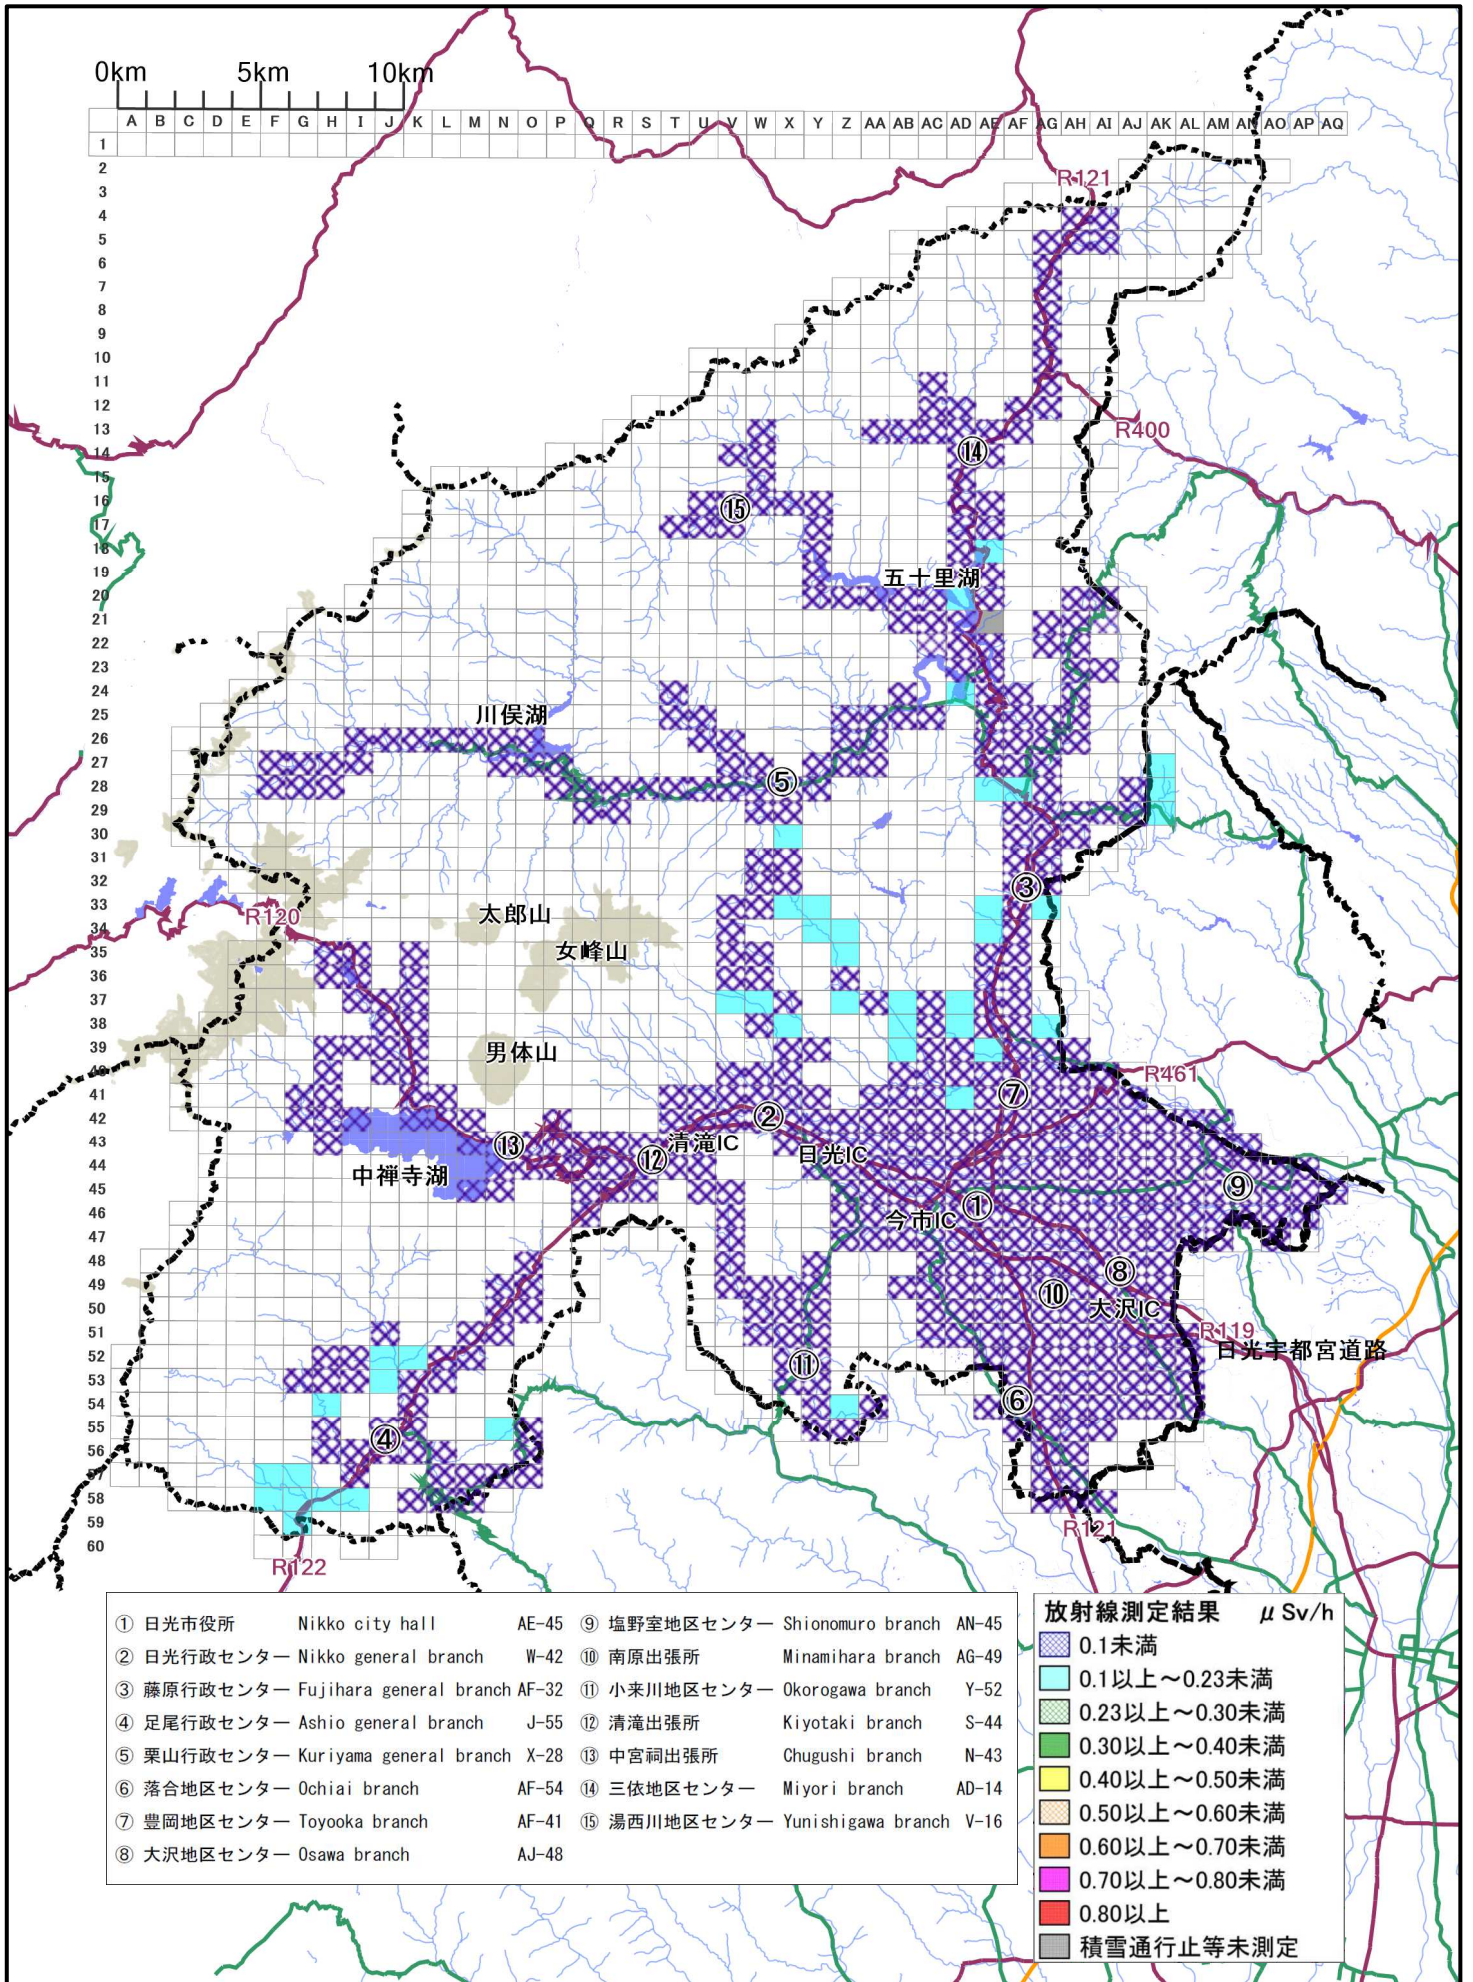 0km 5km 10km
A B C D E F G H I J K L M N O P Q R S T U V W X Y Z AA AB AC AD AE AF AG AH AI AJ AK AL AM AN AO AP AQ
1
2
R121
3
4
5
6
7
8
9
10
11
12
13
R400
14
⑭
15
16
⑮
17
18
19
五十里湖
20
21
22
23
24
25
川俣湖
26
27
28
⑤
29
30
31
32
③
33
R120
太郎山
34
35
女峰山
36
37
38
39
男体山
40
R461
41
⑦
42
②
43
⑬
清滝IC
44
⑫
日光IC
中禅寺湖
45
⑨
46
①
今市IC
47
48
⑧
49
⑩
50
大沢IC
51
R119
日光宇都宮道路
52
⑪
53
54
⑥
55
④
56
57
58
59
R121
60
R122
① 日光市役所 Nikko city hall AE-45
② 日光行政センター Nikko general branch W-42
③ 藤原行政センター Fujihara general branch AF-32
④ 足尾行政センター Ashio general branch J-55
⑤ 栗山行政センター Kuriyama general branch X-28
⑥ 落合地区センター Ochiai branch AF-54
⑦ 豊岡地区センター Toyooka branch AF-41
⑧ 大沢地区センター Osawa branch AJ-48
⑨ 塩野室地区センター Shionomuro branch AN-45
⑩ 南原出張所 Minamihara branch AG-49
⑪ 小来川地区センター Okorogawa branch Y-52
⑫ 清滝出張所 Kiyotaki branch S-44
⑬ 中宮祠出張所 Chugushi branch N-43
⑭ 三依地区センター Miyori branch AD-14
⑮ 湯西川地区センター Yunishigawa branch V-16
放射線測定結果 μSv/h
0.1未満
0.1以上～0.23未満
0.23以上～0.30未満
0.30以上～0.40未満
0.40以上～0.50未満
0.50以上～0.60未満
0.60以上～0.70未満
0.70以上～0.80未満
0.80以上
積雪通行止等未測定